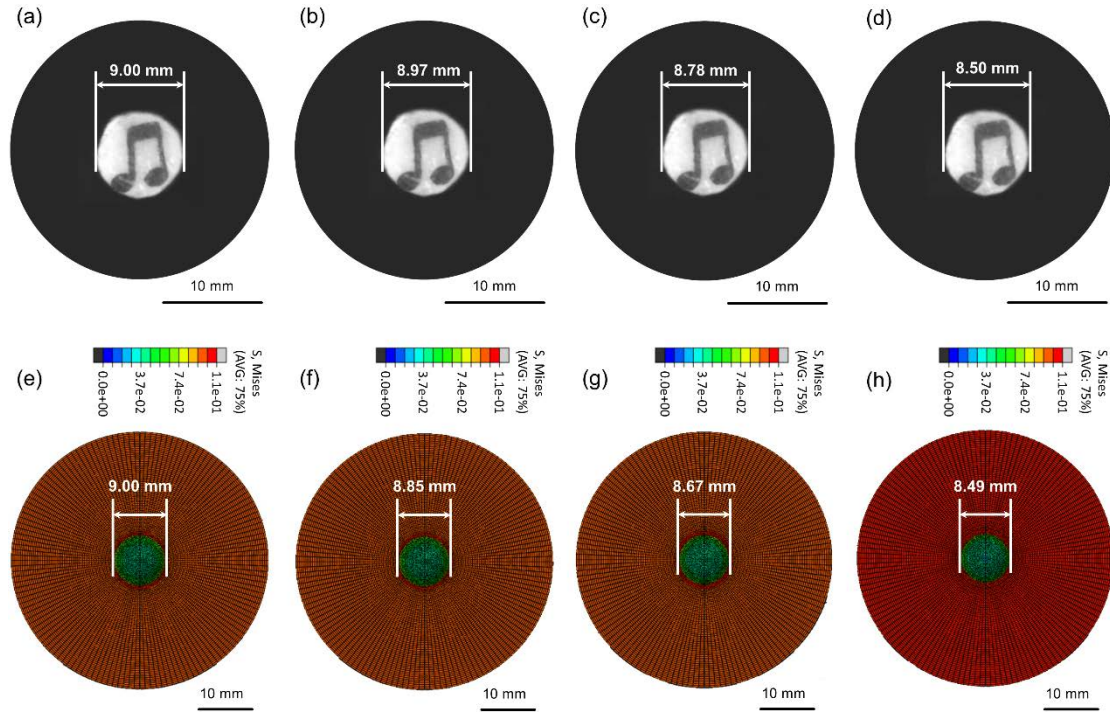 (a)
(b)
(c)
(d)
9.00 mm
8.97 mm
8.78 mm
8.50 mm
10 mm
10 mm
10 mm
10 mm
S, Mises
(AVG: 75%)
1.1e-01
7.4e-02
3.7e-02
0.0e+00
S, Mises
(AVG: 75%)
1.1e-01
7.4e-02
3.7e-02
0.0e+00
S, Mises
(AVG: 75%)
1.1e-01
7.4e-02
3.7e-02
0.0e+00
S, Mises
(AVG: 75%)
1.1e-01
7.4e-02
3.7e-02
0.0e+00
(e)
(f)
(g)
(h)
9.00 mm
8.85 mm
8.67 mm
8.49 mm
10 mm
10 mm
10 mm
10 mm